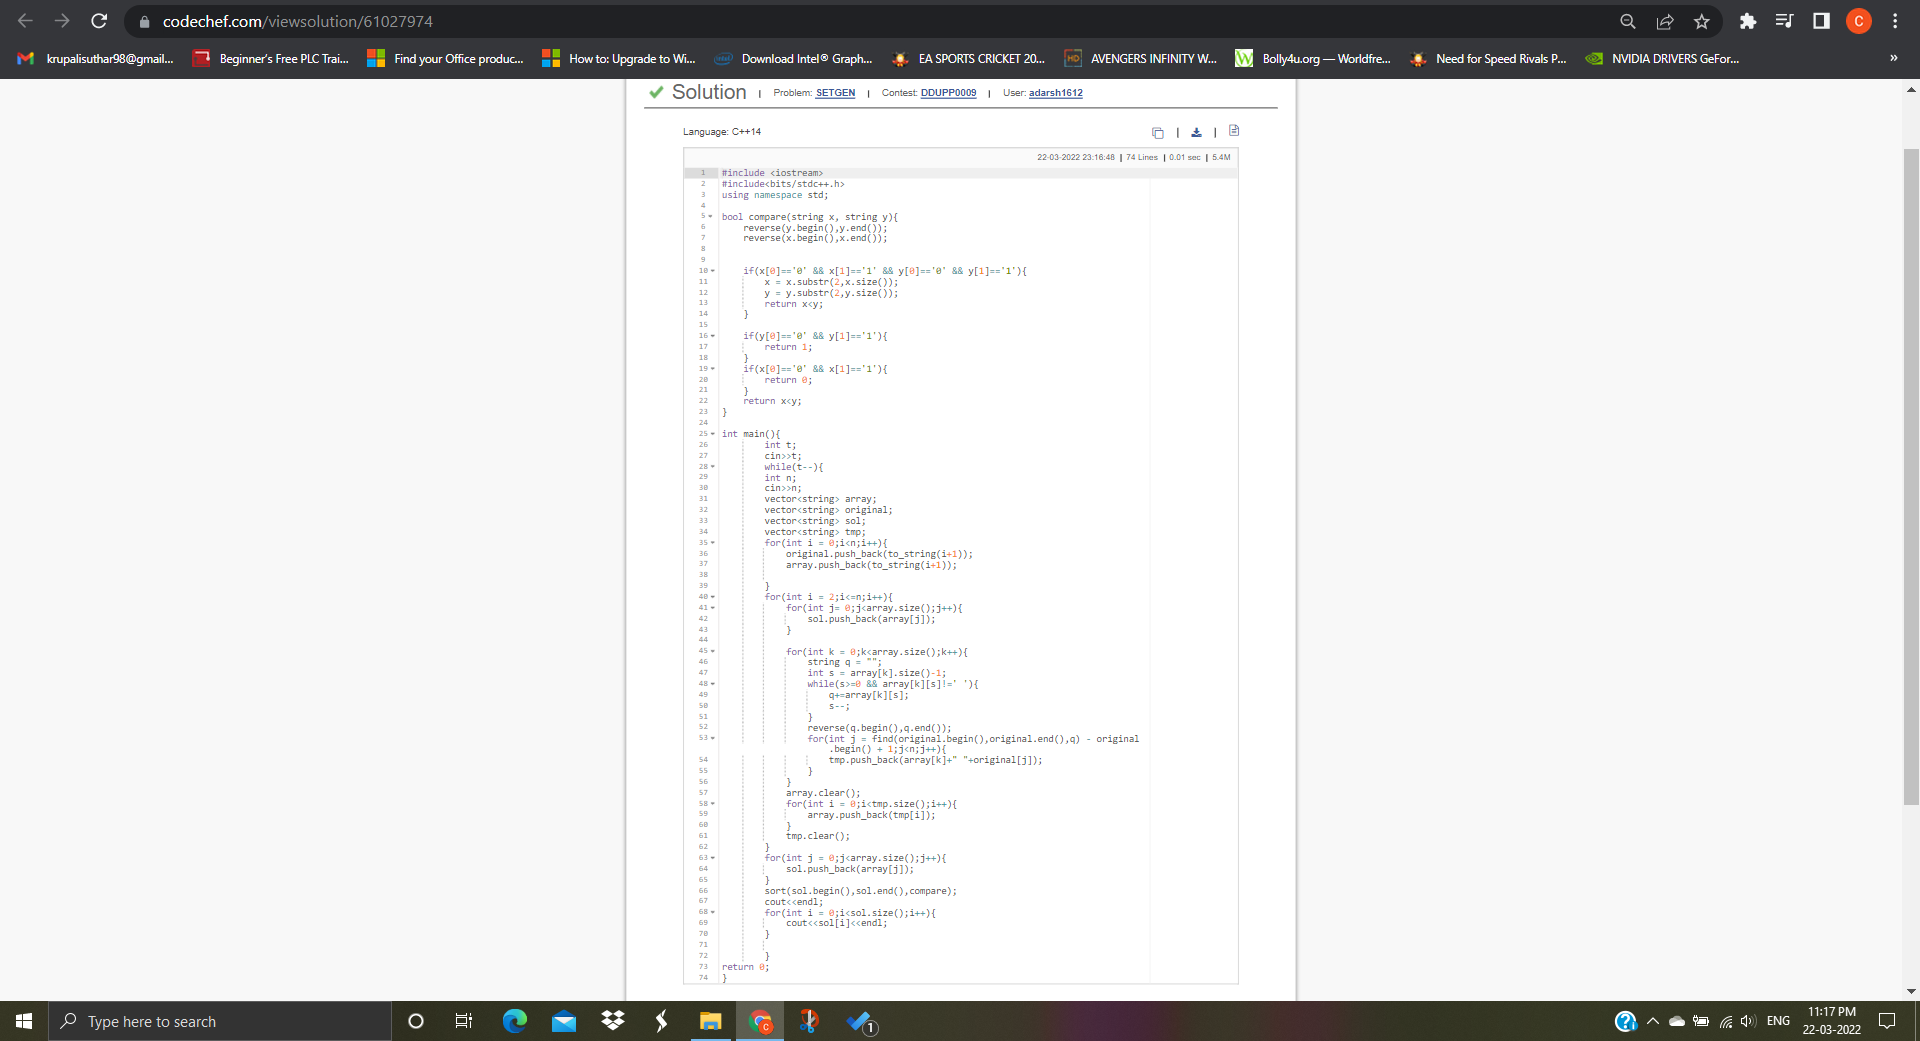 codechef.com/viewsolution/61027974
C
krupalisuthar98@gmail...
Beginner's Free PLC Trai...
Find your Office produc...
How to: Upgrade to Wi...
Download Intel® Graph...
EA SPORTS CRICKET 20...
HD AVENGERS INFINITY W...
W Bolly4u.org — Worldfre...
Need for Speed Rivals P...
NVIDIA DRIVERS GeFor...
»
Solution | Problem: SETGEN | Contest: DDUPP0009 | User: adarsh1612
Language: C++14
22-03-2022 23:16:48 | 74 Lines | 0.01 sec | 5.4M
1 #include <iostream>
2 #include<bits/stdc++.h>
3 using namespace std;
4
5 bool compare(string x, string y){
6 reverse(y.begin(),y.end());
7 reverse(x.begin(),x.end());
8
9
10 if(x[0]=='0' && x[1]=='1' && y[0]=='0' && y[1]=='1'){
11 x = x.substr(2,x.size());
12 y = y.substr(2,y.size());
13 return x<y;
14 }
15
16 if(y[0]=='0' && y[1]=='1'){
17 return 1;
18 }
19 if(x[0]=='0' && x[1]=='1'){
20 return 0;
21 }
22 return x<y;
23 }
24
25 int main(){
26 int t;
27 cin>>t;
28 while(t--){
29 int n;
30 cin>>n;
31 vector<string> array;
32 vector<string> original;
33 vector<string> sol;
34 vector<string> tmp;
35 for(int i = 0;i<n;i++){
36 original.push_back(to_string(i+1));
37 array.push_back(to_string(i+1));
38
39 }
40 for(int i = 2;i<=n;i++){
41 for(int j= 0;j<array.size();j++){
42 sol.push_back(array[j]);
43 }
44
45 for(int k = 0;k<array.size();k++){
46 string q = "";
47 int s = array[k].size()-1;
48 while(s>=0 && array[k][s]!=' '){
49 q+=array[k][s];
50 s--;
51 }
52 reverse(q.begin(),q.end());
53 for(int j = find(original.begin(),original.end(),q) - original
.begin() + 1;j<n;j++){
54 tmp.push_back(array[k]+" "+original[j]);
55 }
56 }
57 array.clear();
58 for(int i = 0;i<tmp.size();i++){
59 array.push_back(tmp[i]);
60 }
61 tmp.clear();
62 }
63 for(int j = 0;j<array.size();j++){
64 sol.push_back(array[j]);
65 }
66 sort(sol.begin(),sol.end(),compare);
67 cout<<endl;
68 for(int i = 0;i<sol.size();i++){
69 cout<<sol[i]<<endl;
70 }
71
72 }
73 return 0;
74 }
Type here to search
C
1
ENG
11:17 PM
22-03-2022